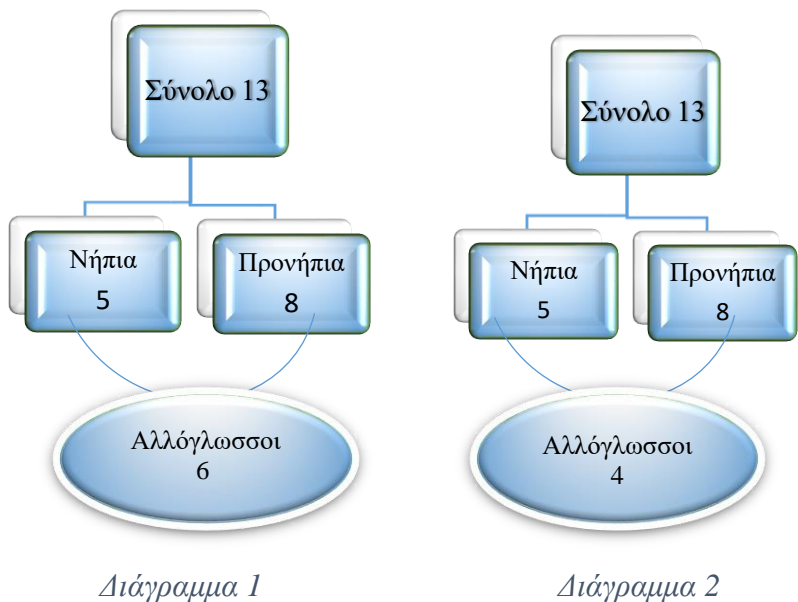 Σύνολο 13
Νήπια
5
Προνήπια
8
Αλλόγλωσσοι
6
Διάγραμμα 1
Σύνολο 13
Νήπια
5
Προνήπια
8
Αλλόγλωσσοι
4
Διάγραμμα 2